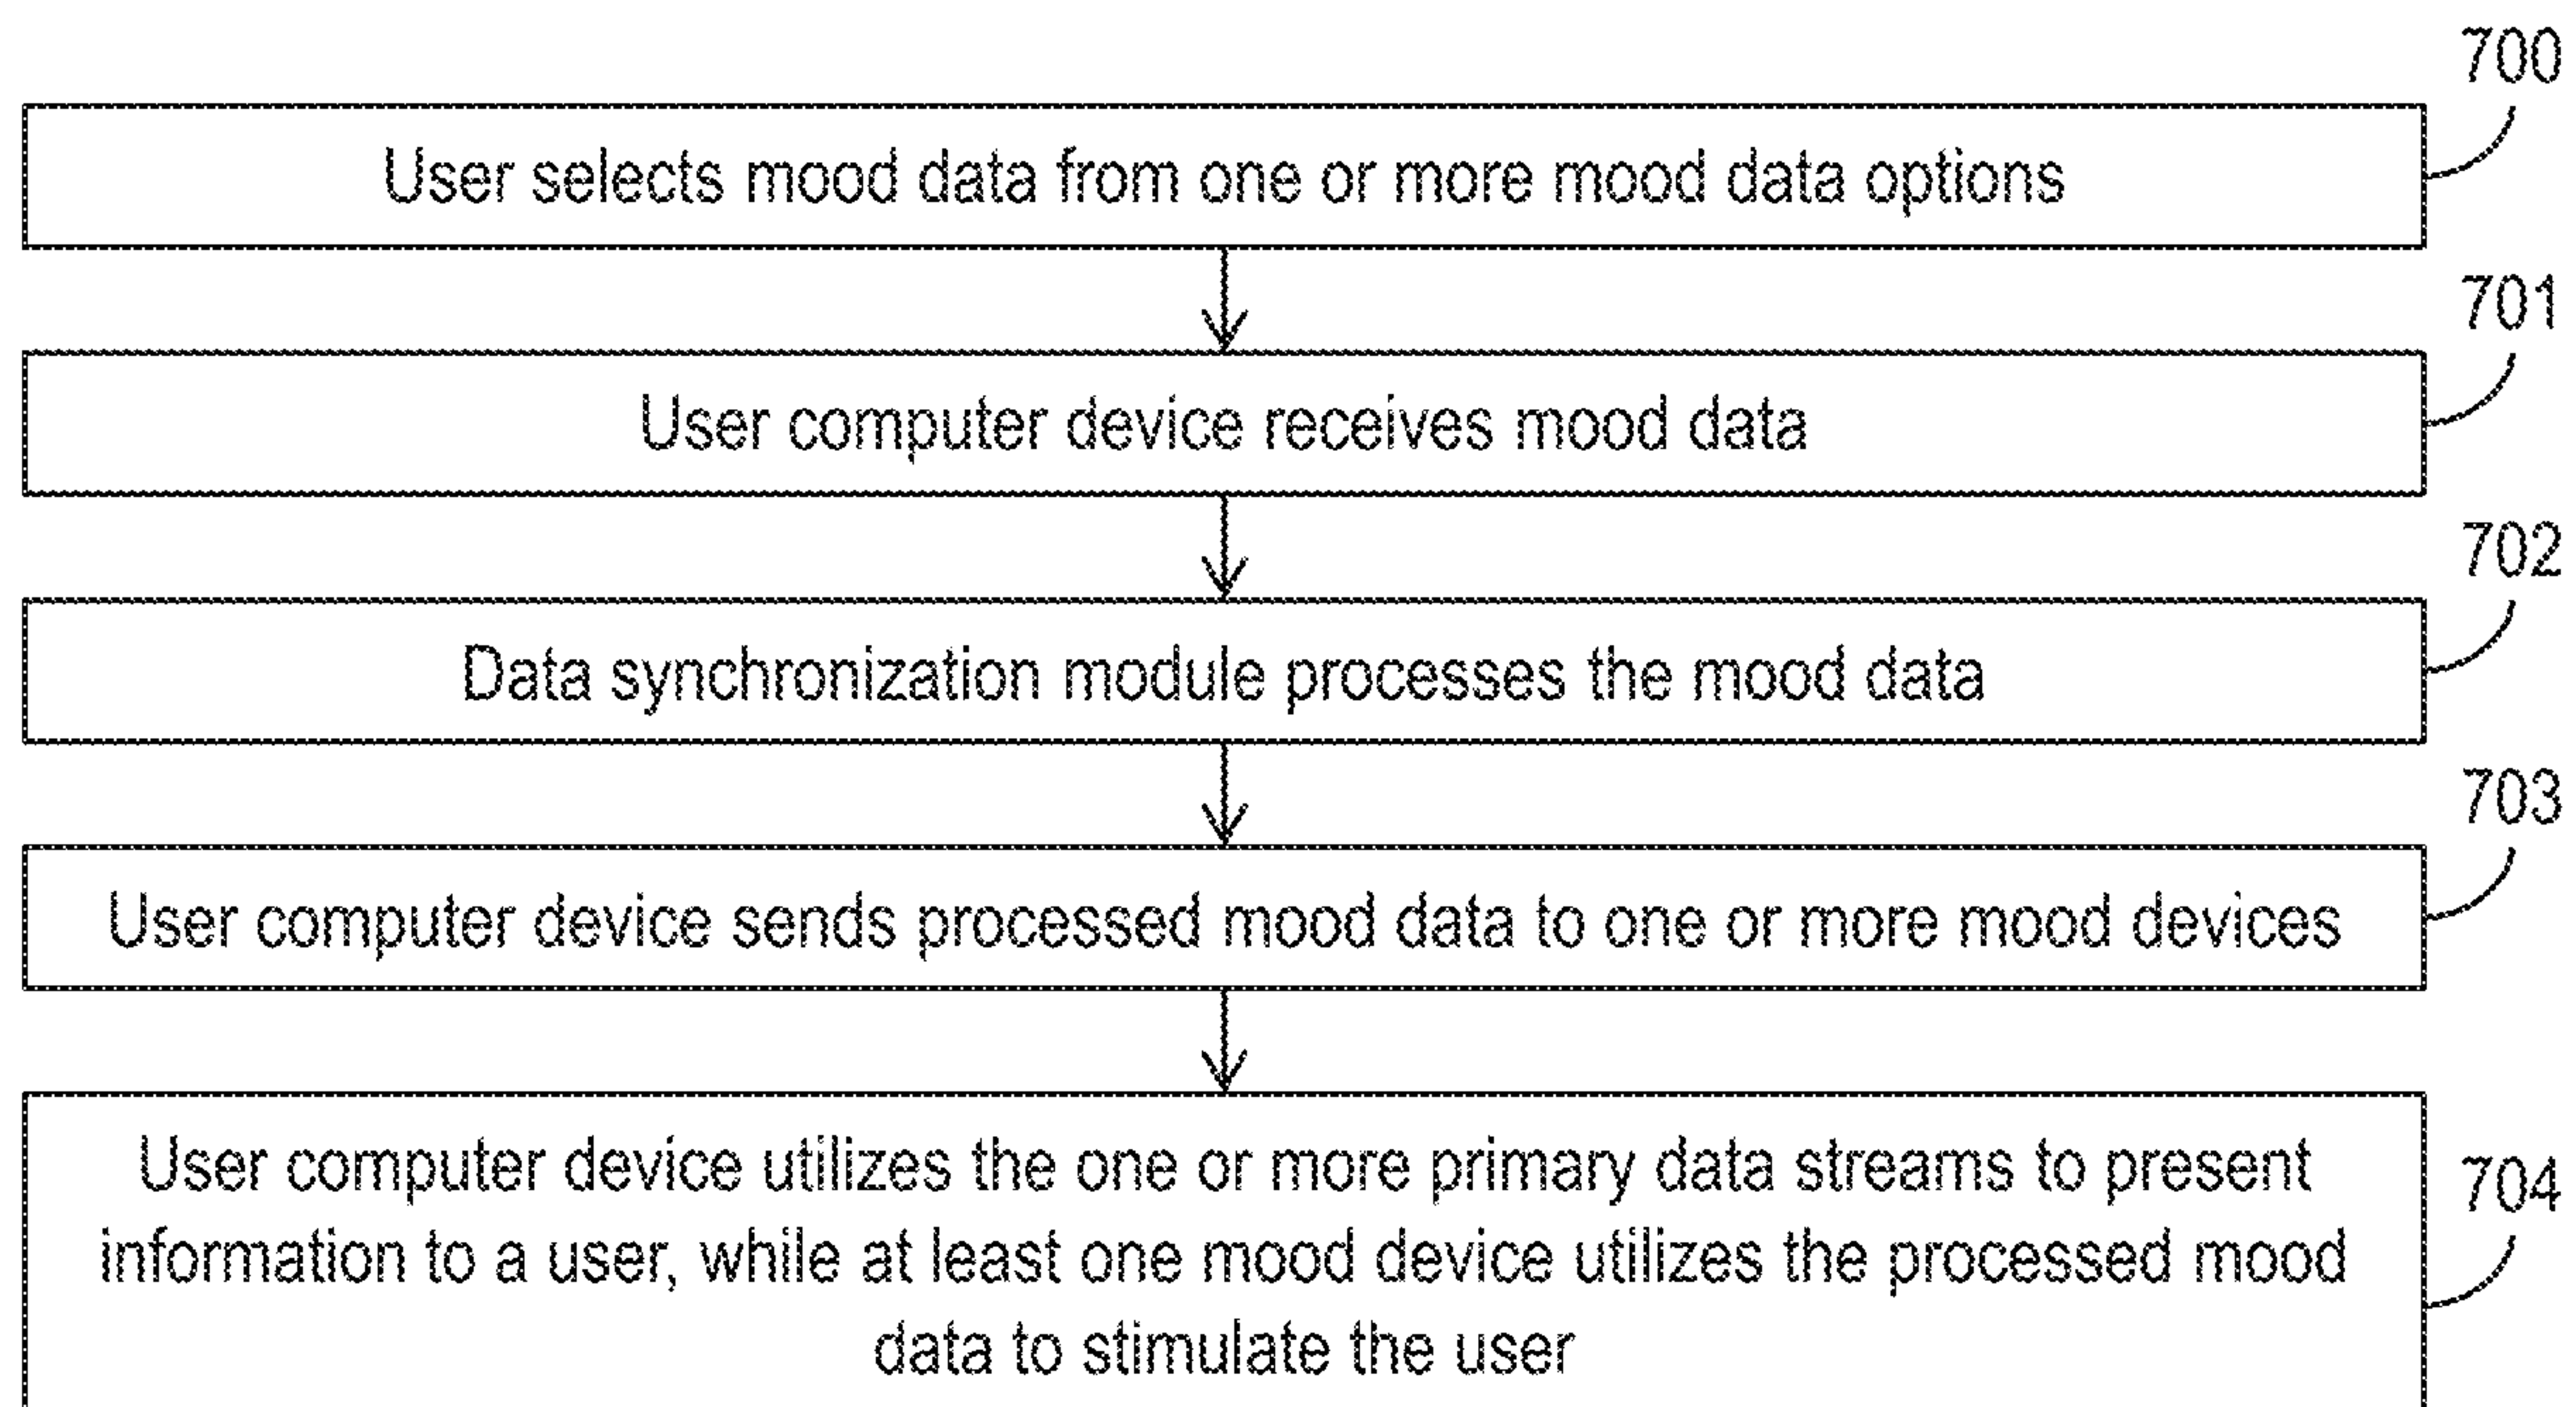 700
User selects mood data from one or more mood data options
701
User computer device receives mood data
702
Data synchronization module processes the mood data
703
User computer device sends processed mood data to one or more mood devices
704
User computer device utilizes the one or more primary data streams to present
information to a user, while at least one mood device utilizes the processed mood
data to stimulate the user